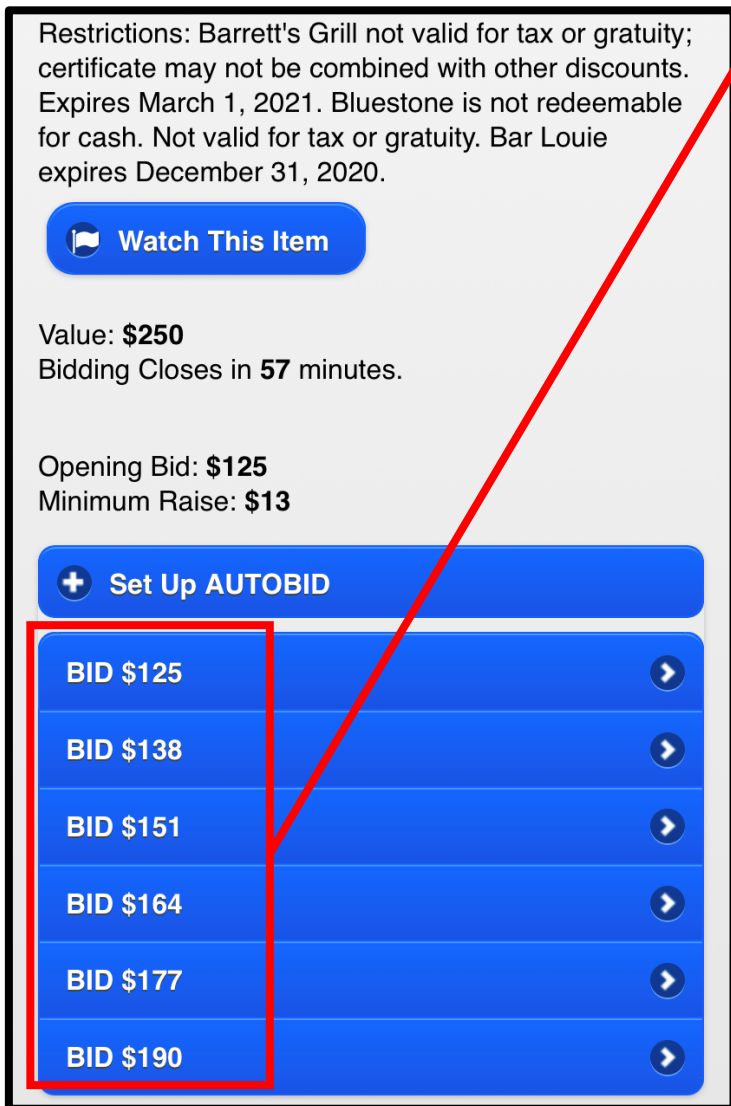 Restrictions: Barrett's Grill not valid for tax or gratuity;
certificate may not be combined with other discounts.
Expires March 1, 2021. Bluestone is not redeemable
for cash. Not valid for tax or gratuity. Bar Louie
expires December 31, 2020.
Watch This Item
Value: $250
Bidding Closes in 57 minutes.
Opening Bid: $125
Minimum Raise: $13
Set Up AUTOBID
BID $125
BID $138
BID $151
BID $164
BID $177
BID $190